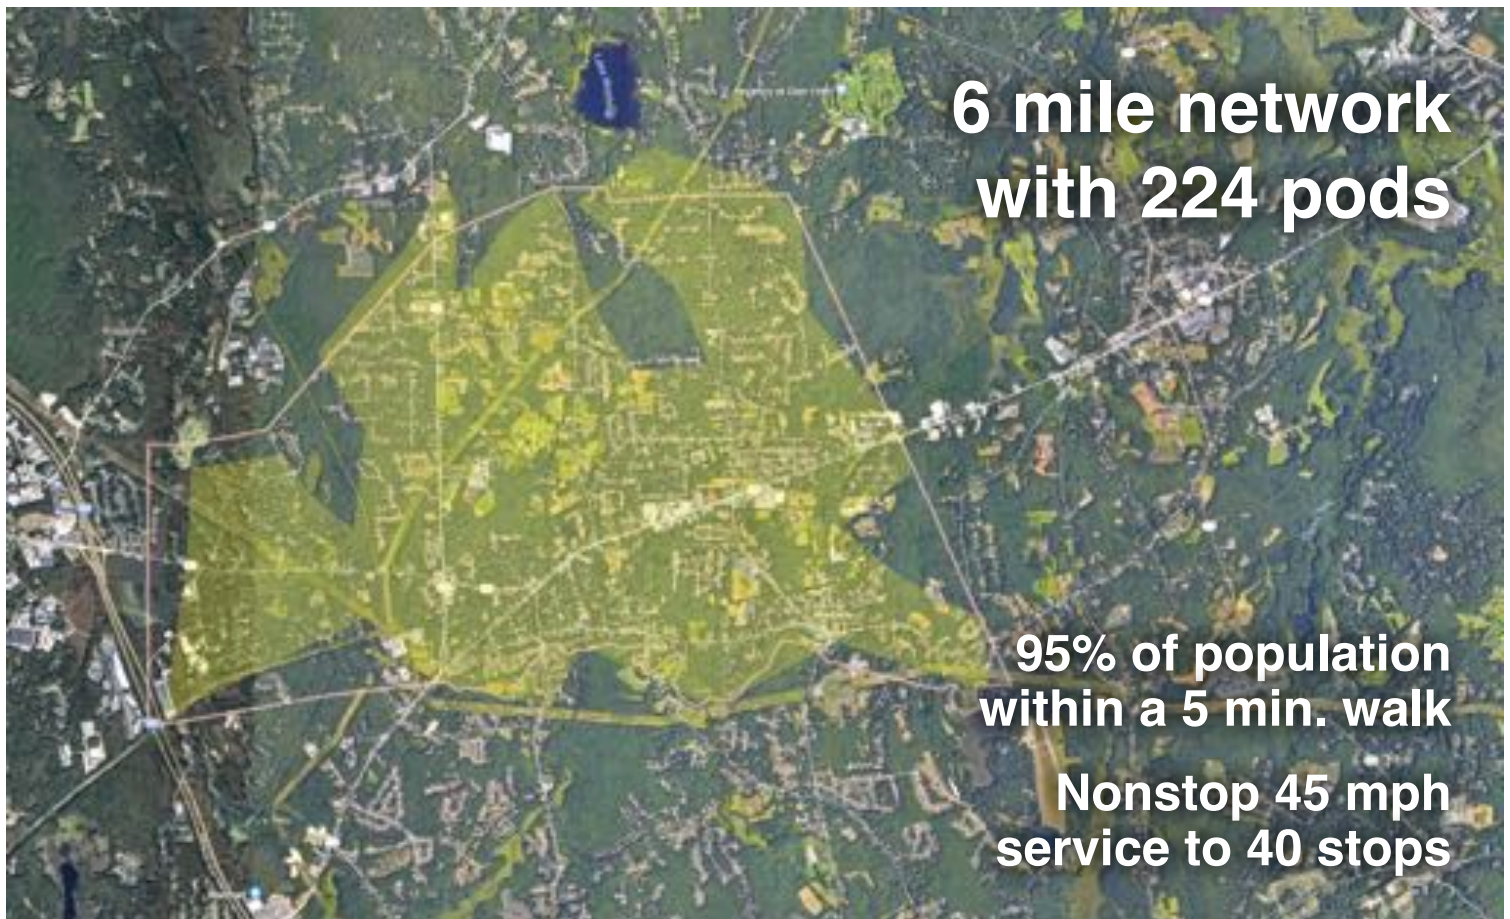 6 mile network
with 224 pods
95% of population
within a 5 min. walk
Nonstop 45 mph
service to 40 stops